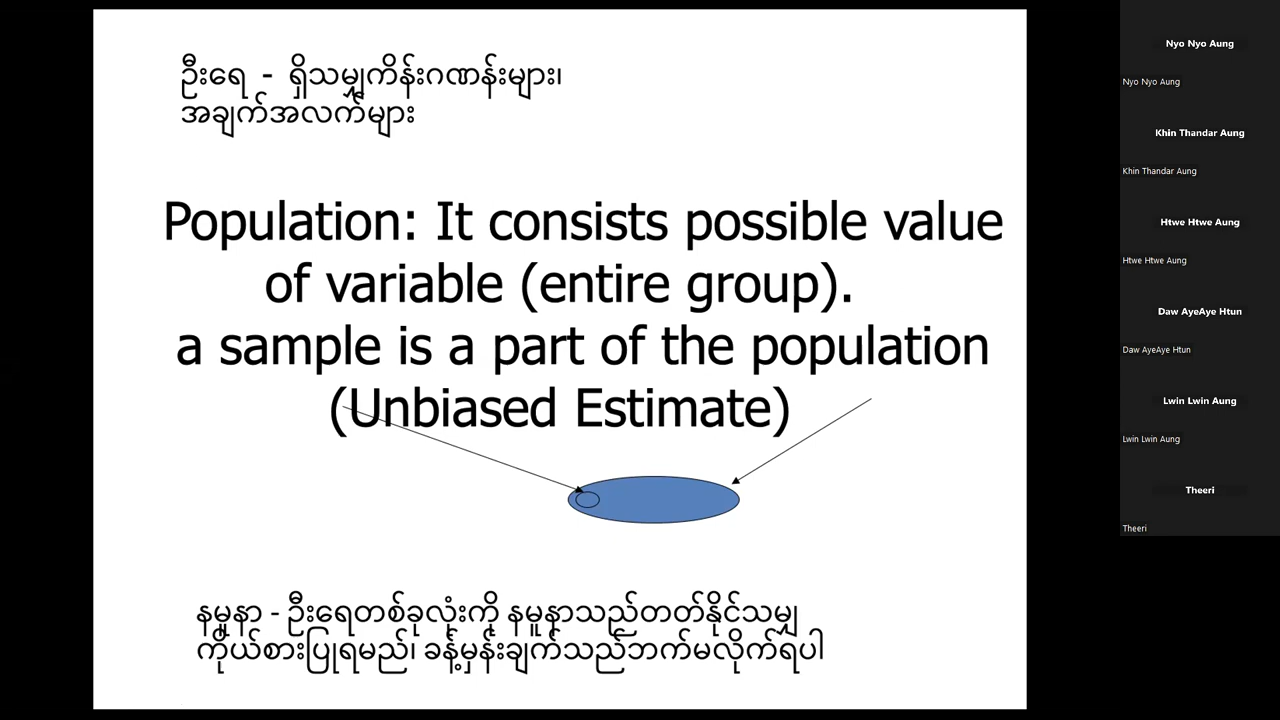 ဦးရေ - ရှိသမျှကိန်းဂဏန်းများ၊
အချက်အလက်များ
Population: It consists possible value
of variable (entire group).
a sample is a part of the population
(Unbiased Estimate)
နမူနာ - ဦးရေတစ်ခုလုံးကို နမူနာသည်တတ်နိုင်သမျှ
ကိုယ်စားပြုရမည်၊ ခန့်မှန်းချက်သည်ဘက်မလိုက်ရပါ
Nyo Nyo Aung
Nyo Nyo Aung
Khin Thandar Aung
Khin Thandar Aung
Htwe Htwe Aung
Htwe Htwe Aung
Daw AyeAye Htun
Daw AyeAye Htun
Lwin Lwin Aung
Lwin Lwin Aung
Theeri
Theeri